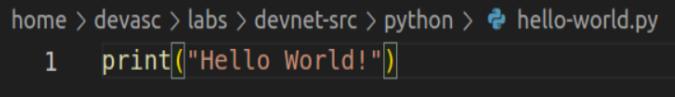 home > devasc > labs > devnet-src > python > hello-world.py
1 print("Hello World!")